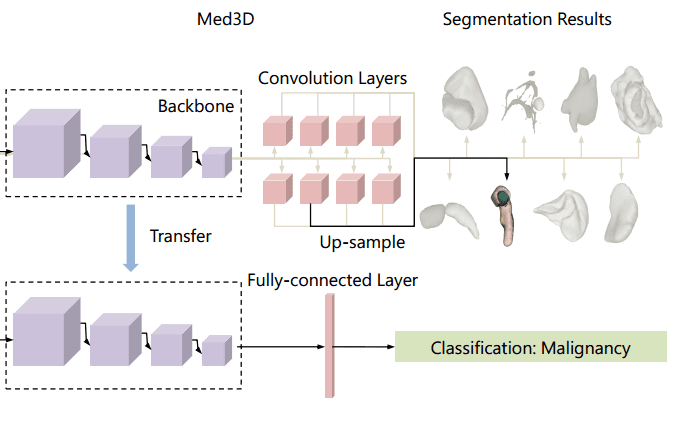 Med3D
Segmentation Results
Convolution Layers
Backbone
Up-sample
Transfer
Fully-connected Layer
Classification: Malignancy